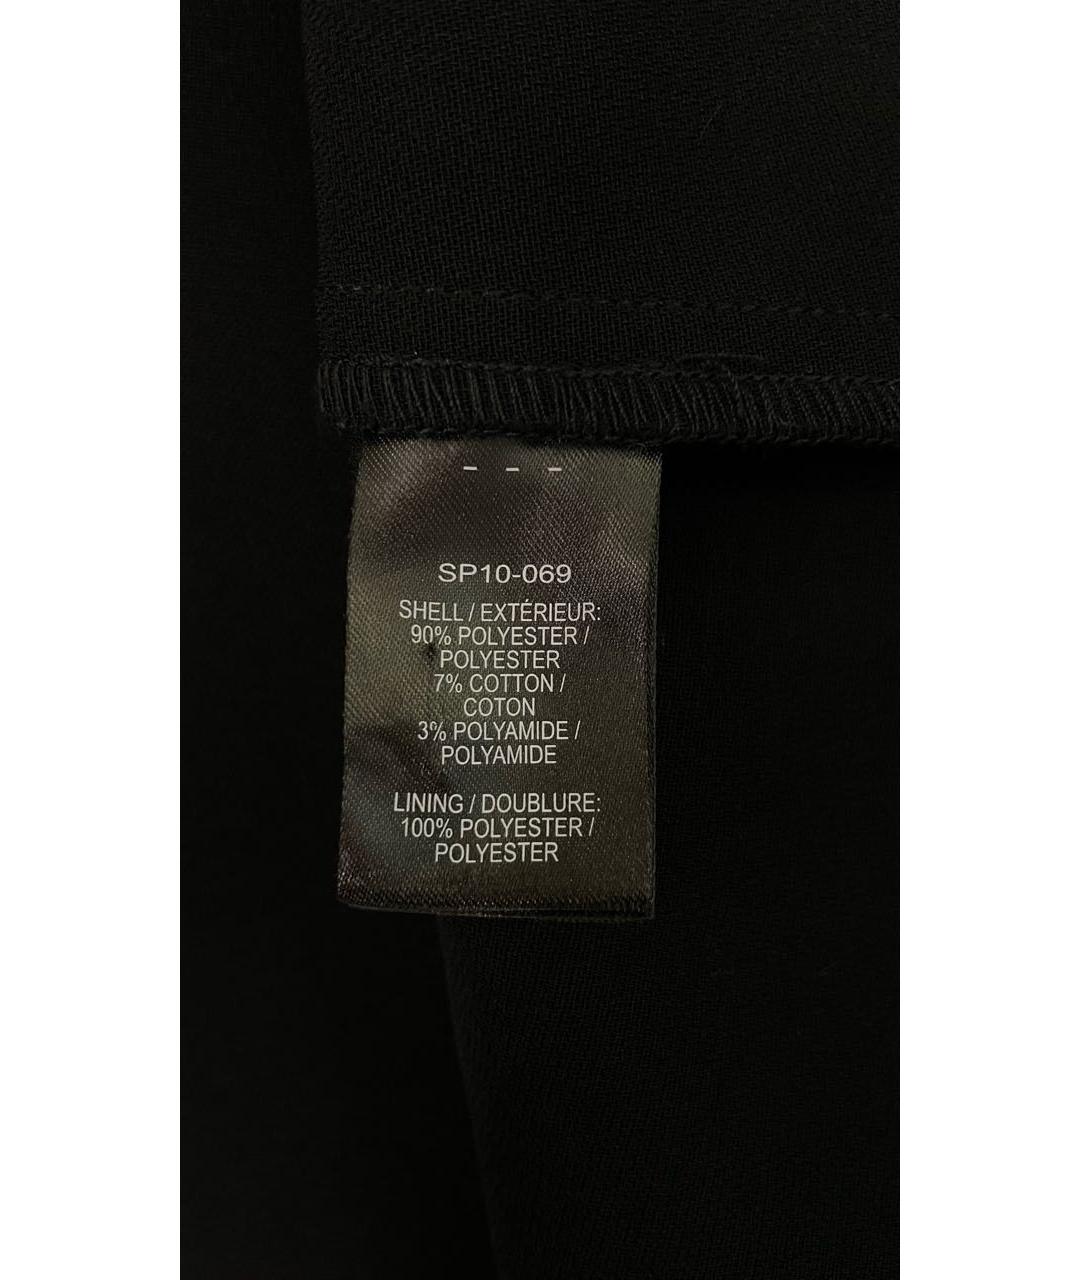 - - -
SP10-069
SHELL / EXTÉRIEUR:
90% POLYESTER /
POLYESTER
7% COTTON /
COTON
3% POLYAMIDE /
POLYAMIDE
LINING / DOUBLURE:
100% POLYESTER /
POLYESTER